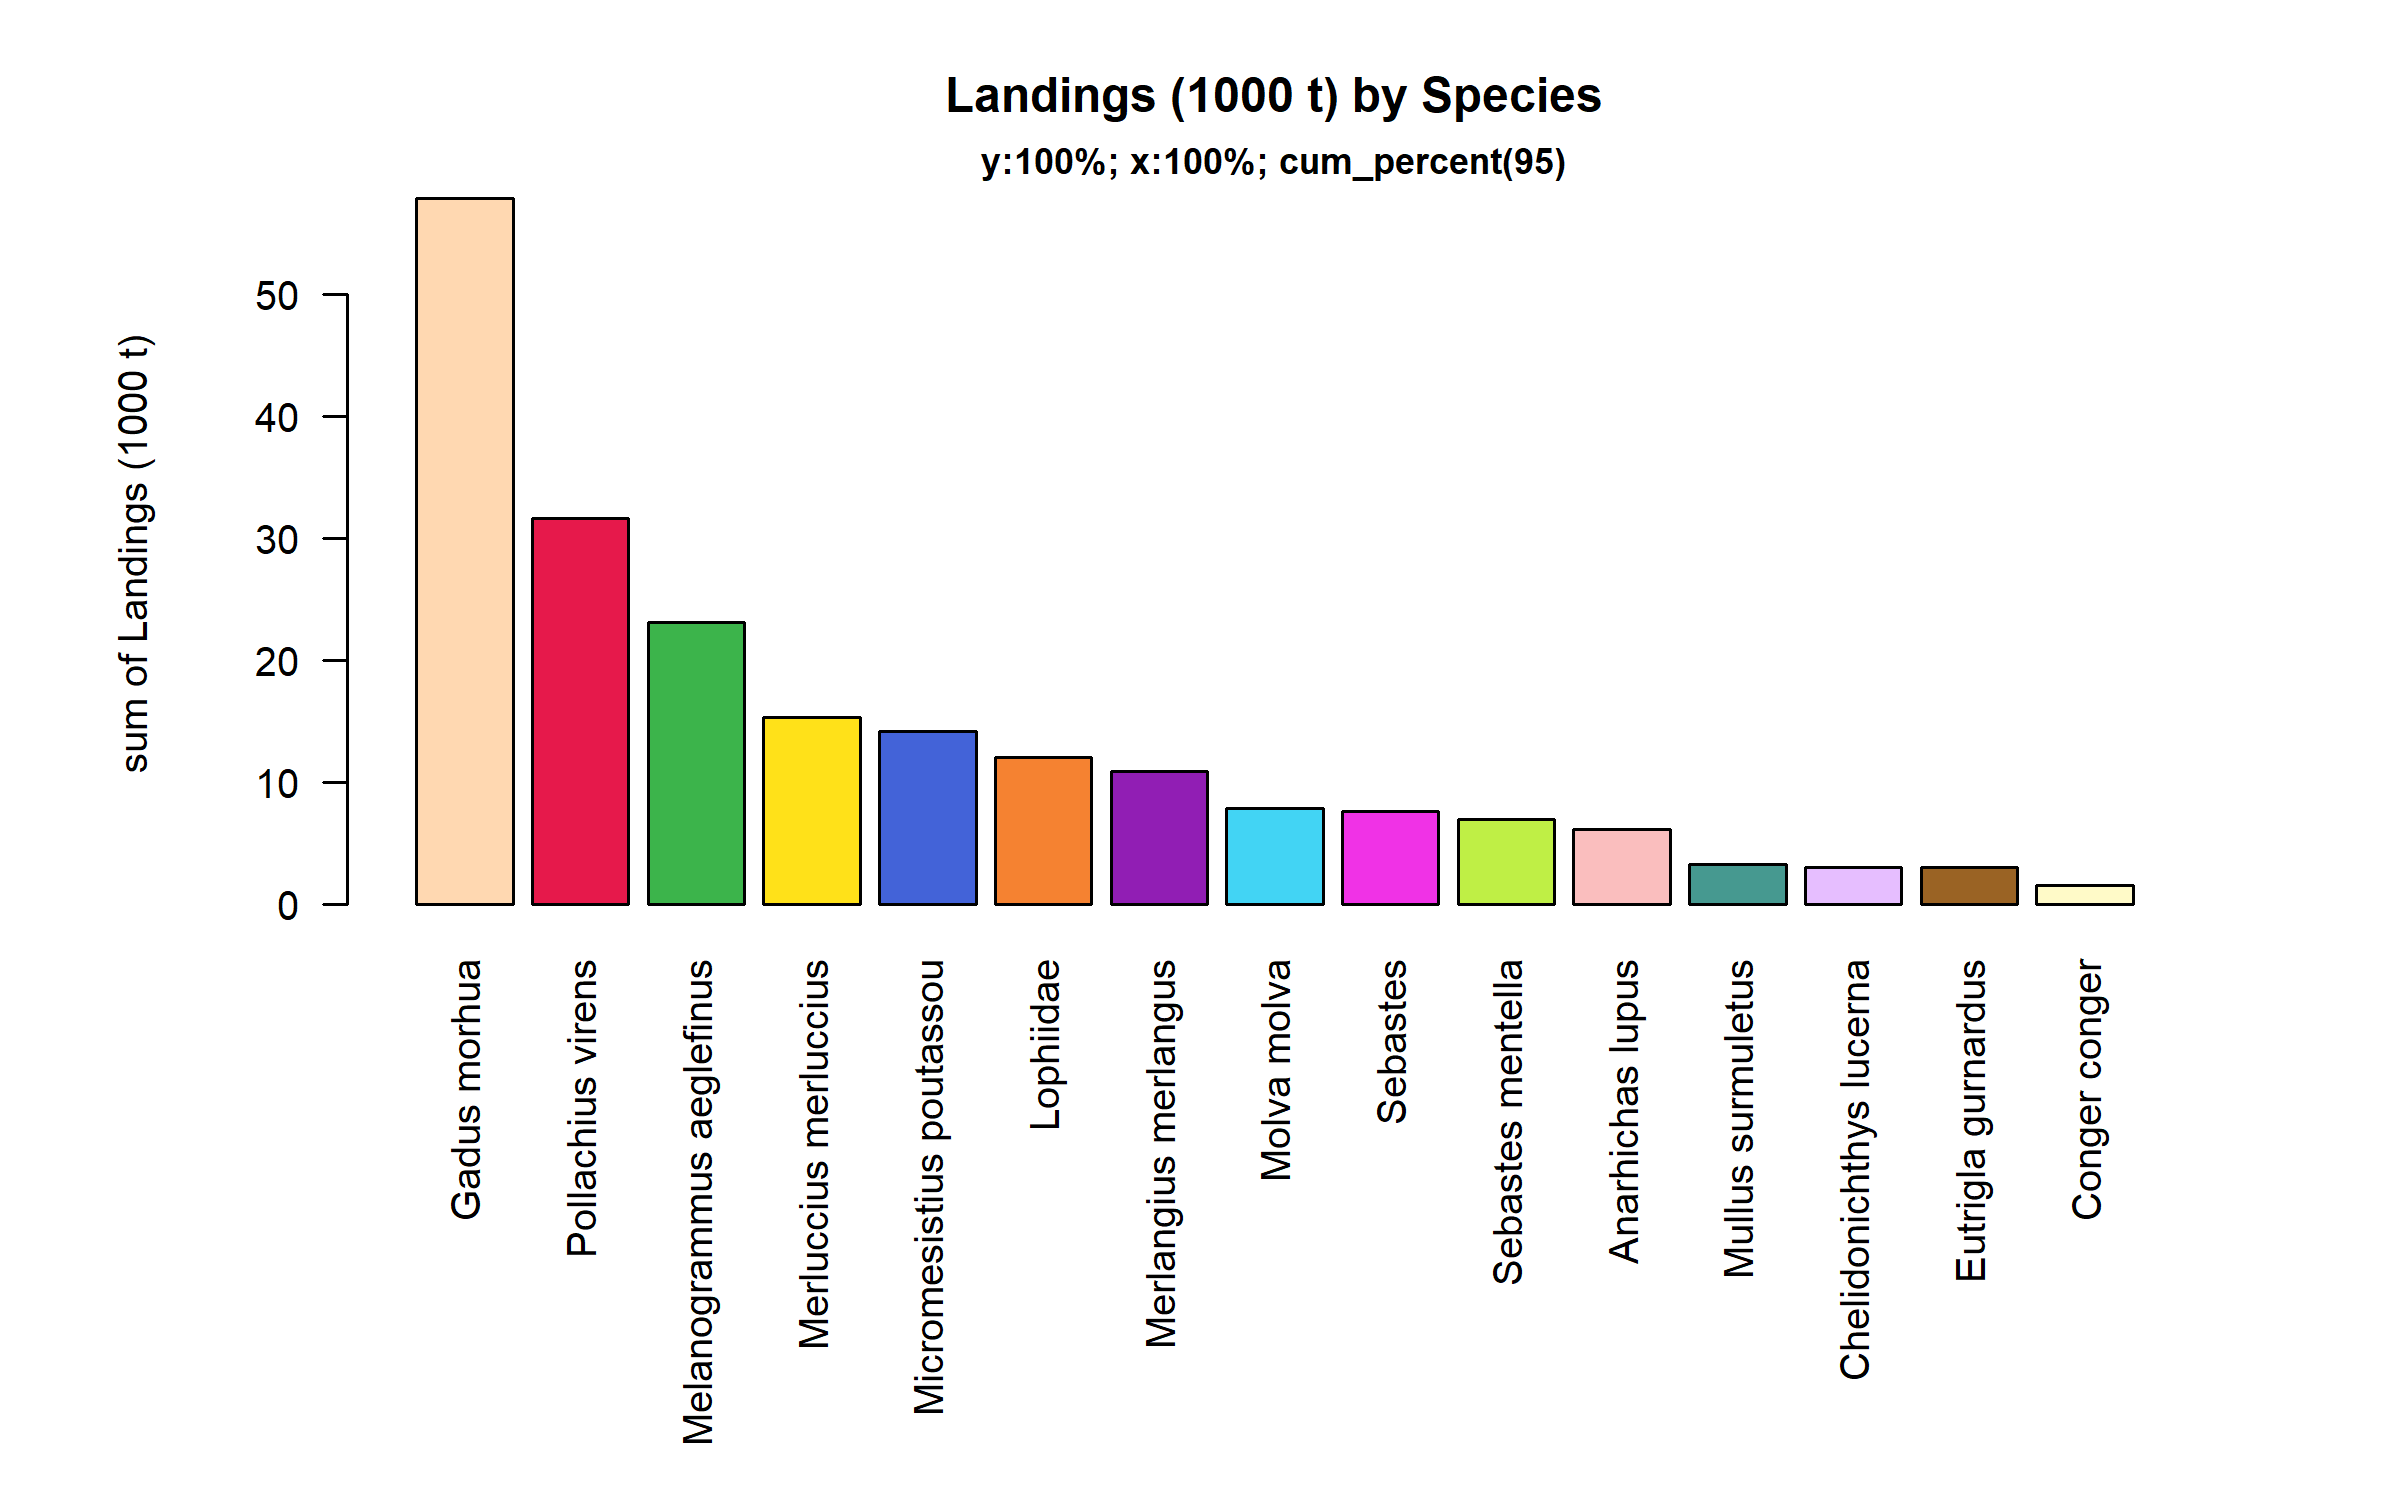 Landings (1000 t) by Species
y:100%; x:100%; cum_percent(95)
sum of Landings (1000 t)
50
40
30
20
10
0
Gadus morhua
Pollachius virens
Melanogrammus aeglefinus
Merluccius merluccius
Micromesistius poutassou
Lophiidae
Merlangius merlangus
Molva molva
Sebastes
Sebastes mentella
Anarhichas lupus
Mullus surmuletus
Chelidonichthys lucerna
Eutrigla gurnardus
Conger conger